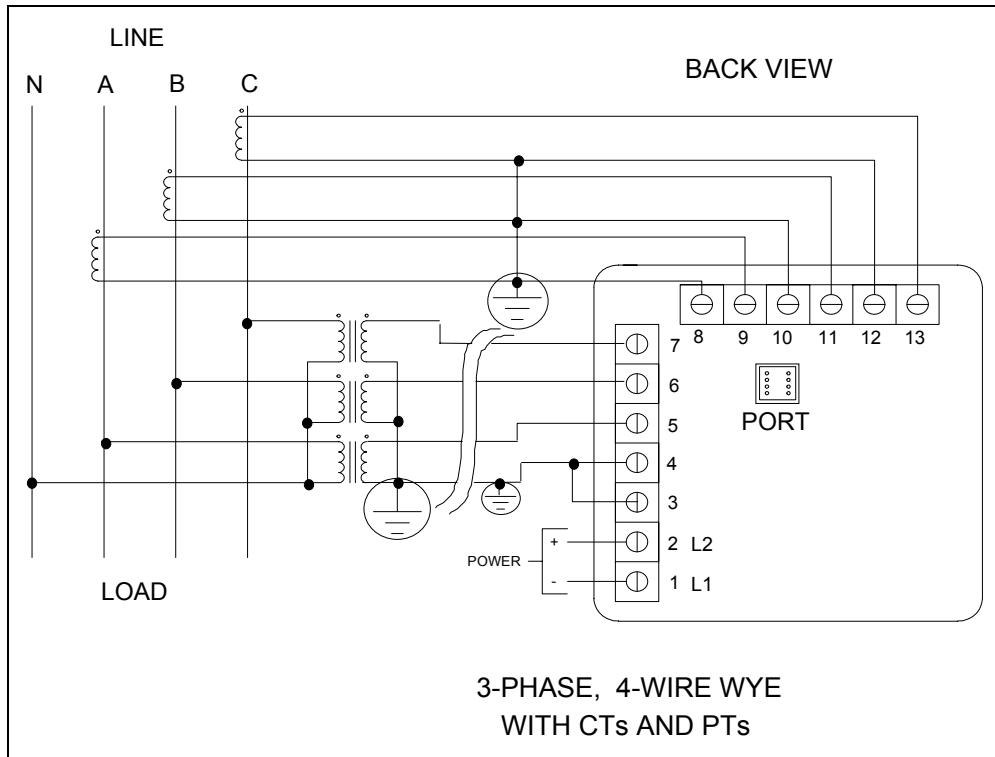 LINE
BACK VIEW
N A B C
8 9 10 11 12 13
7
6
PORT
5
4
3
POWER + 2 L2
- 1 L1
LOAD
3-PHASE, 4-WIRE WYE
WITH CTs AND PTs